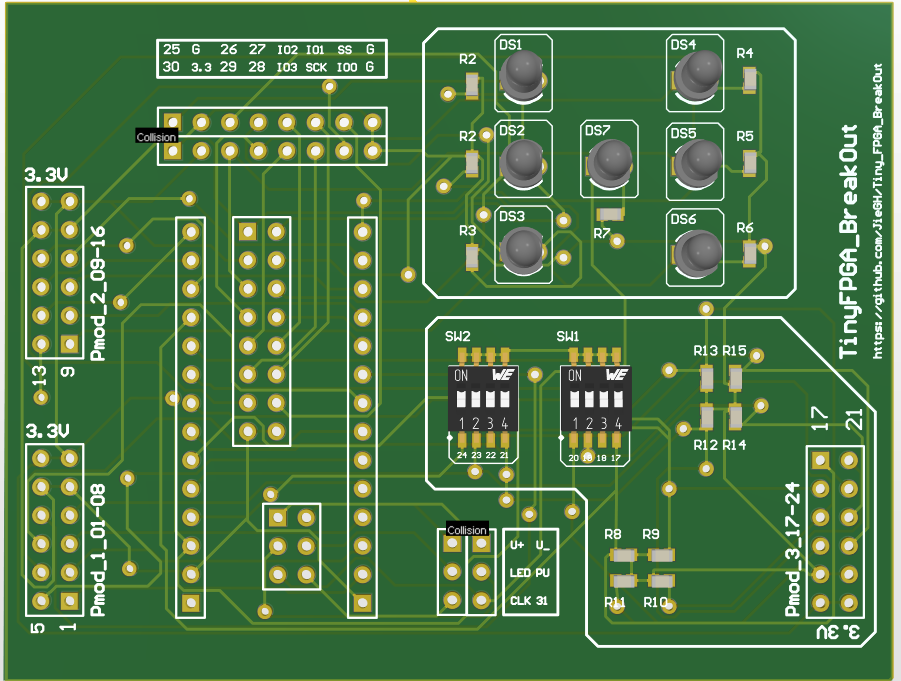 25 G 26 27 IO2 IO1 SS G
30 3.3 29 28 IO3 SCK IO0 G
Collision
3.3V
Pmod_2_09-16
13 9
3.3V
Pmod_1_01-08
5 1
DS1
R2
DS4
R4
DS2
R2
DS7
DS5
R5
DS3
R3
R7
DS6
R6
TinyFPGA_BreakOut
https://github.com/JieGH/Tiny_FPGA_BreakOut
SW2
SW1
ON WE
1 2 3 4
24 23 22 21
ON WE
1 2 3 4
20 18 17
R13 R15
R12 R14
17 21
Pmod_3_17-24
3.3V
R8 R9
R11 R10
Collision
U+ U_
LED PU
CLK 31